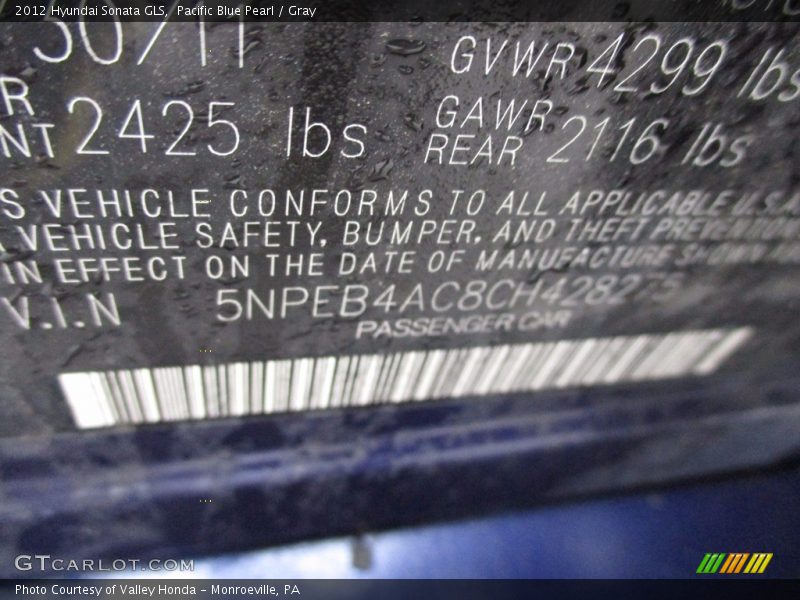 2012 Hyundai Sonata GLS, Pacific Blue Pearl / Gray
30/11
GVWR 4299 lbs
R
NT 2425 lbs
GAWR
REAR 2116 lbs
S VEHICLE CONFORMS TO ALL APPLICABLE U.S.A
VEHICLE SAFETY, BUMPER, AND THEFT PREVENTION
IN EFFECT ON THE DATE OF MANUFACTURE SHOWN
V.I.N 5NPEB4AC8CH428275
PASSENGER CAR
GTCARLOT.COM
Photo Courtesy of Valley Honda – Monroeville, PA